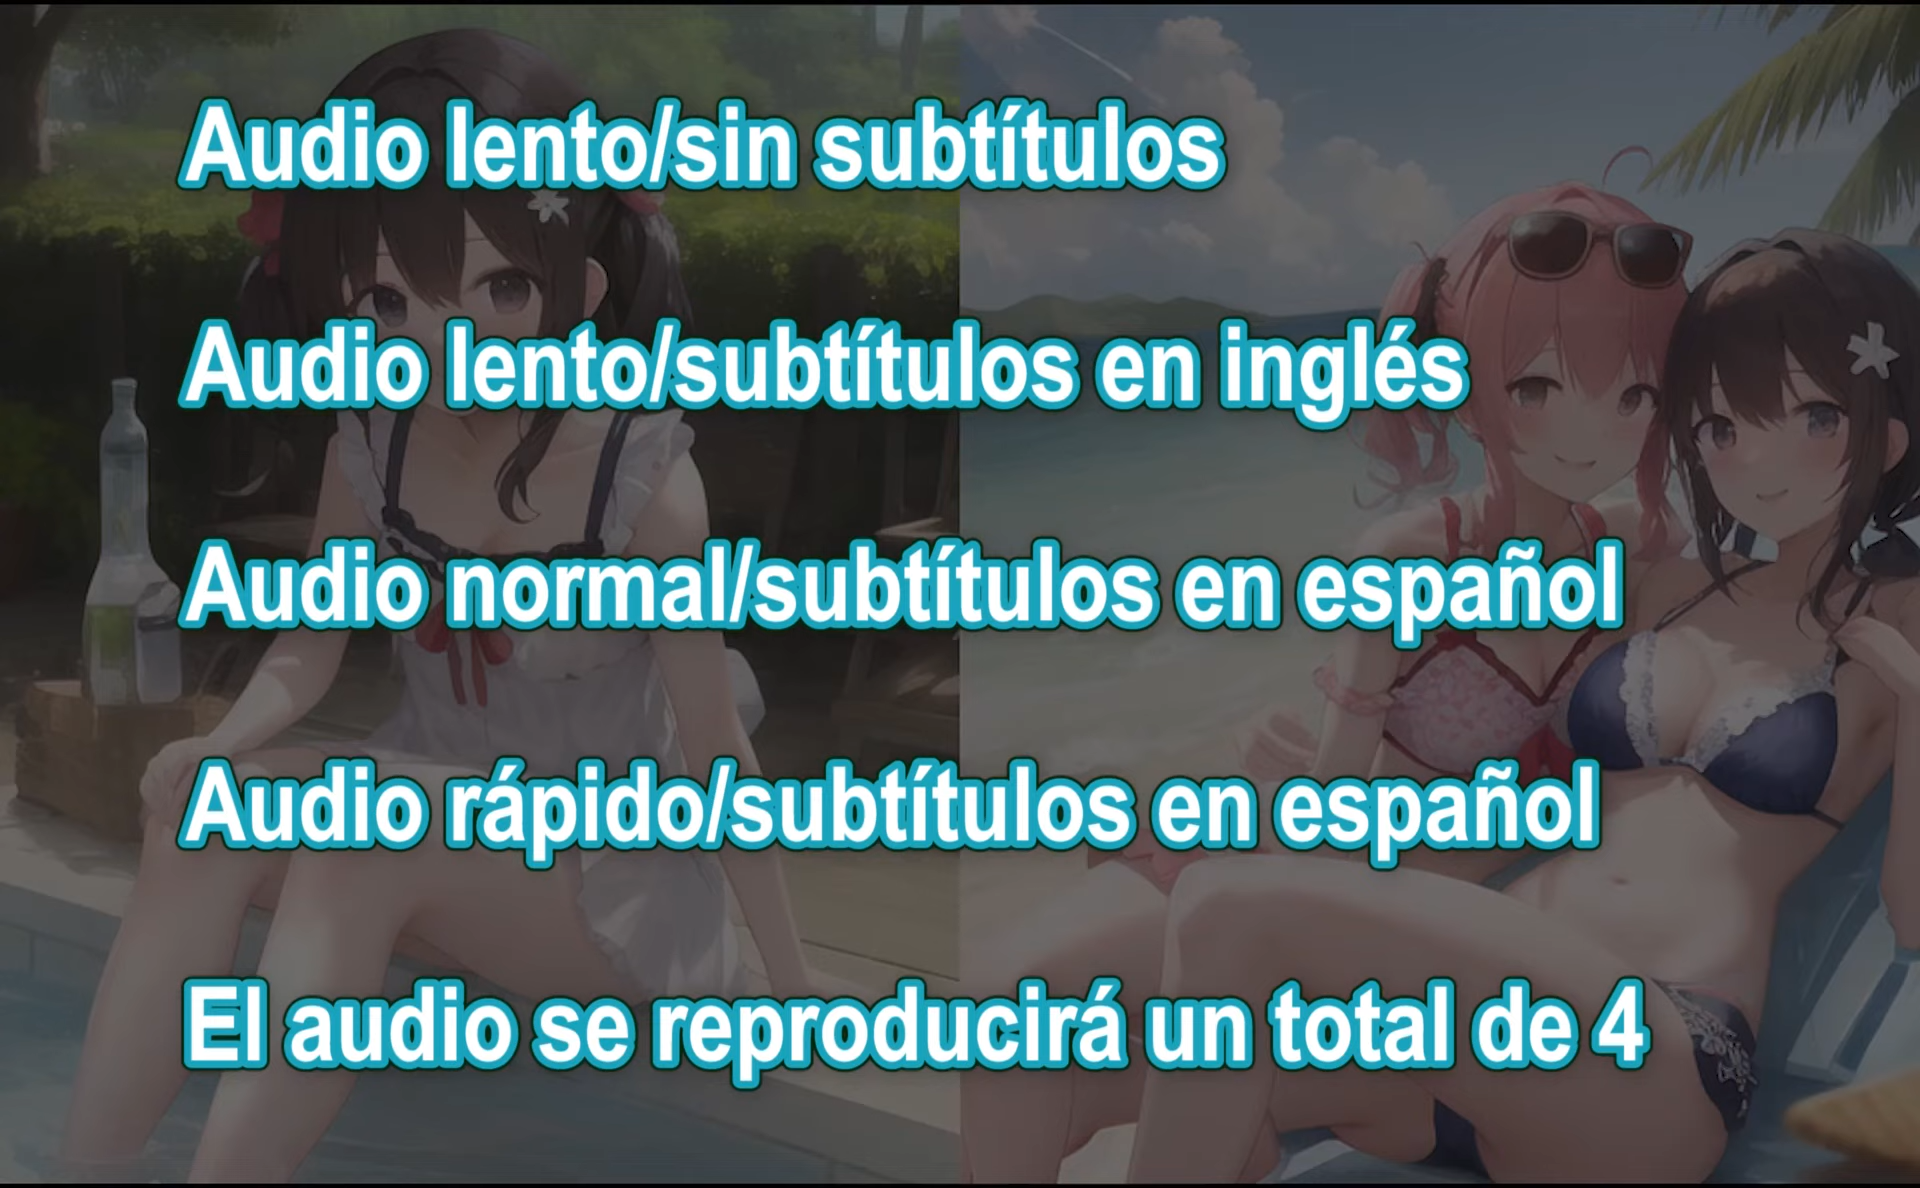 Audio lento/sin subtítulos
Audio lento/subtítulos en inglés
Audio normal/subtítulos en español
Audio rápido/subtítulos en español
El audio se reproducirá un total de 4